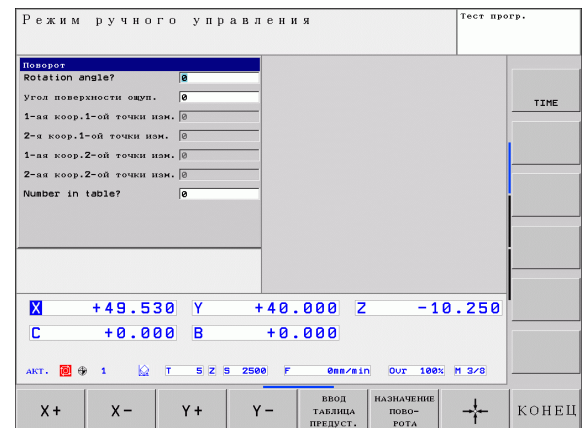 Режим ручного управления
Тест прогр.
Поворот
Rotation angle? 0
Угол поверхности ощуп. 0
1-ая коор.1-ой точки изм. 0
2-я коор.1-ой точки изм. 0
1-ая коор.2-ой точки изм. 0
2-ая коор.2-ой точки изм. 0
Number in table? 0
TIME
X +49.530 Y +40.000 Z -10.250
C +0.000 B +0.000
АКТ. 1 T 5 Z S 2500 F 0mm/min Ovr 100% M 3/8
X+
X-
Y+
Y-
ВВОД
ТАБЛИЦА
ПРЕДУСТ.
НАЗНАЧЕНИЕ
ПОВО-
РОТА
КОНЕЦ